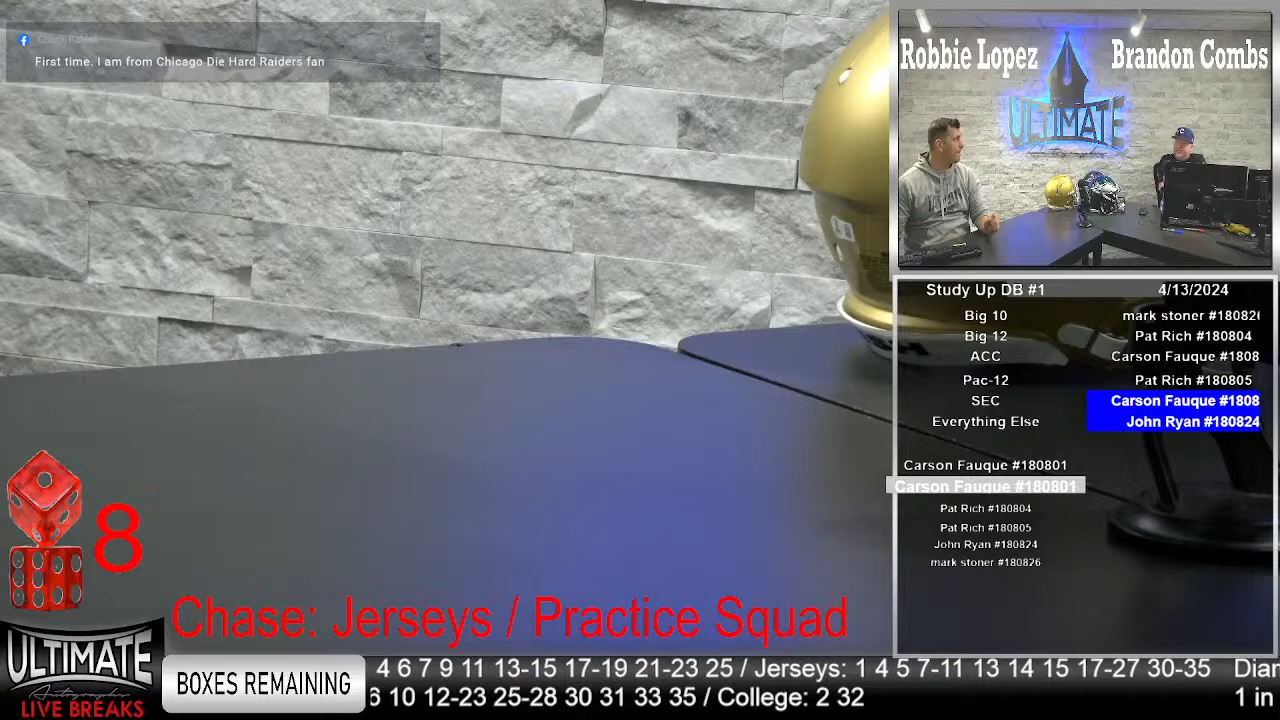 Chuck
First time. I am from Chicago Die Hard Raiders fan
Robbie Lopez
Brandon Combs
ULTIMATE
Study Up DB #1 4/13/2024
Big 10 mark stoner #180826
Big 12 Pat Rich #180804
ACC Carson Fauque #1808
Pac-12 Pat Rich #180805
SEC Carson Fauque #1808
Everything Else John Ryan #180824
Carson Fauque #180801
Carson Fauque #180801
Pat Rich #180804
Pat Rich #180805
John Ryan #180824
mark stoner #180826
8
Chase: Jerseys / Practice Squad
ULTIMATE
Autographs
LIVE BREAKS
BOXES REMAINING
4 6 7 9 11 13-15 17-19 21-23 25 / Jerseys: 1 4 5 7-11 13 14 15 17-27 30-35 Diar
6 10 12-23 25-28 30 31 33 35 / College: 2 32 1 in